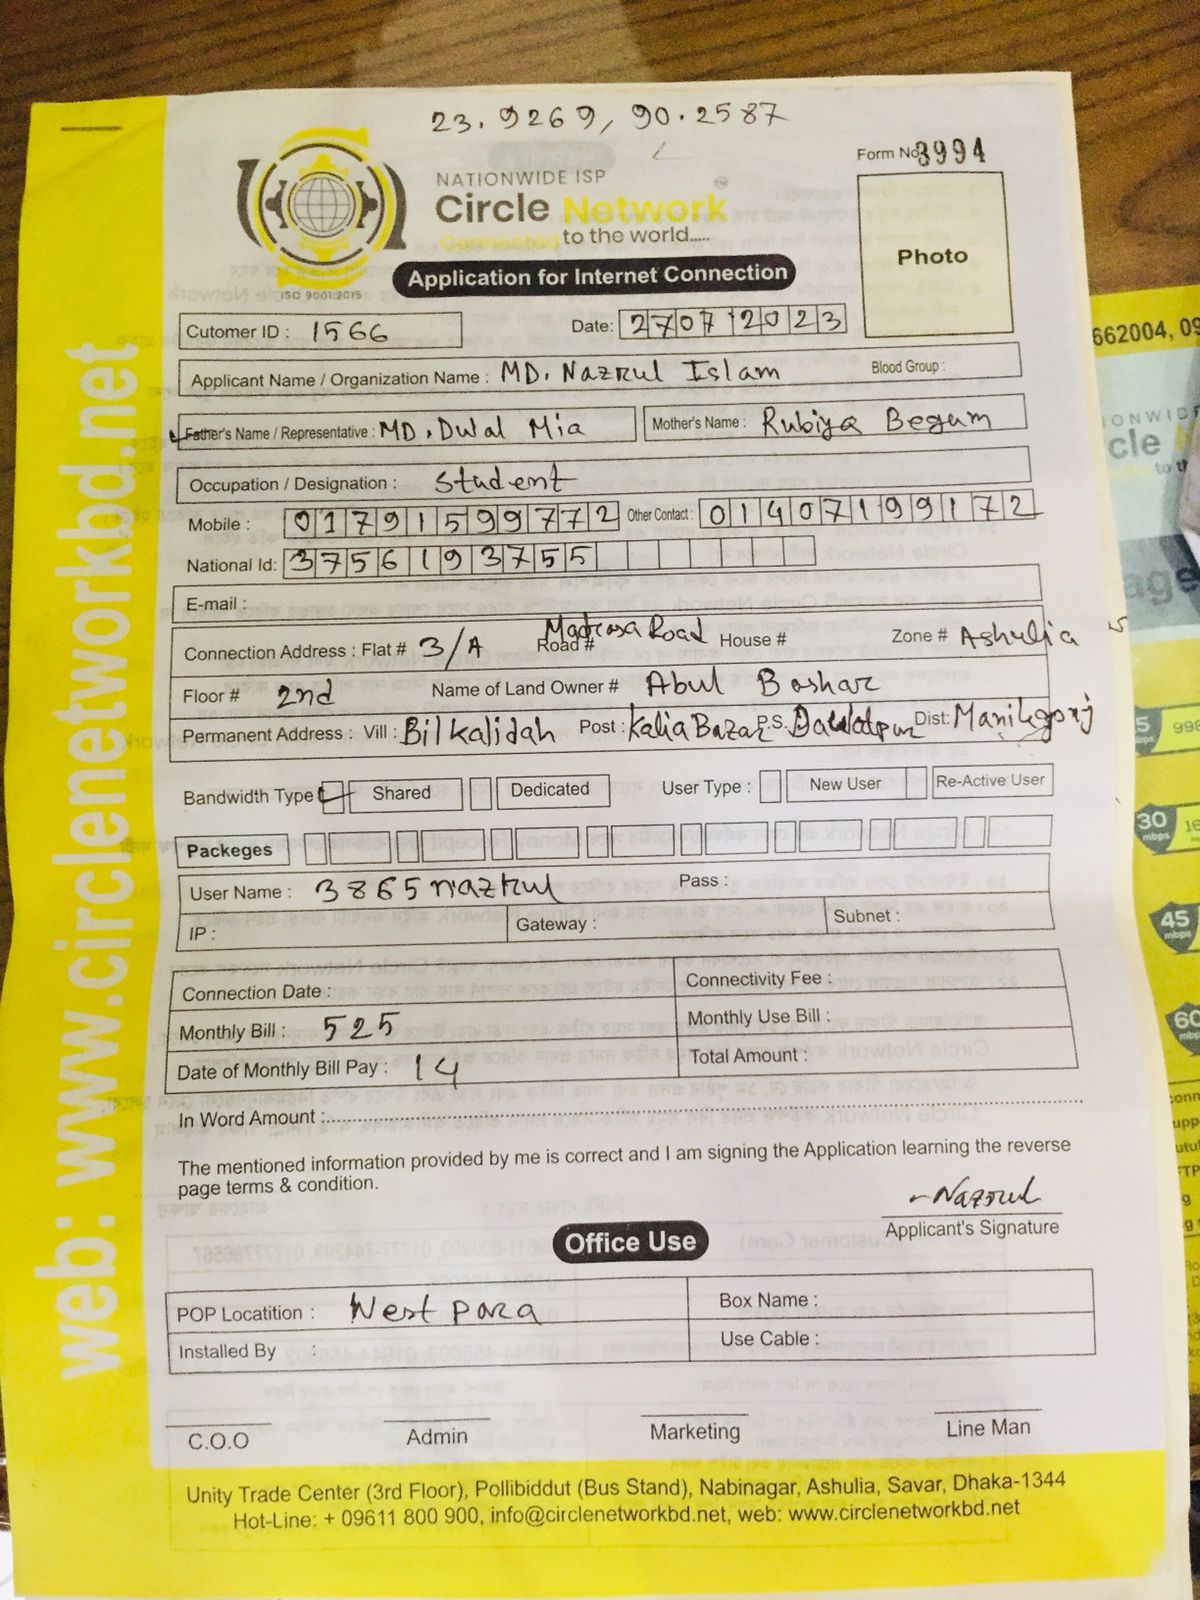 23.9269, 90.2587
Form No 3994
NATIONWIDE ISP
Circle Network
Connected to the world.....
ISO 9001:2015
Photo
Application for Internet Connection
Cutomer ID : 1566
Date: 27072023
Applicant Name / Organization Name : MD. Nazrul Islam Blood Group :
Father's Name / Representative : MD. Dulal Mia Mother's Name : Rubiya Begum
Occupation / Designation : Student
Mobile : 01791599772 Other Contact : 01407199172
National Id: 3756193755
E-mail :
Connection Address : Flat # 3/A Road # Madrasa Road House # Zone # Ashulia
Floor # 2nd Name of Land Owner # Abul Bashar
Permanent Address : Vill : Bilkalidah Post : Kalia Bazar P.S. Daulatpur Dist: Manikgonj
Bandwidth Type Shared Dedicated User Type : New User Re-Active User
Packeges
User Name : 3865nazrul Pass :
IP : Gateway : Subnet :
Connection Date : Connectivity Fee :
Monthly Bill : 525 Monthly Use Bill :
Date of Monthly Bill Pay : 14 Total Amount :
In Word Amount :
The mentioned information provided by me is correct and I am signing the Application learning the reverse
page terms & condition.
Nazrul
Applicant's Signature
Office Use
POP Locatition : West Para Box Name :
Installed By : Use Cable :
C.O.O Admin Marketing Line Man
Unity Trade Center (3rd Floor), Pollibiddut (Bus Stand), Nabinagar, Ashulia, Savar, Dhaka-1344
Hot-Line: + 09611 800 900, info@circlenetworkbd.net, web: www.circlenetworkbd.net
web: www.circlenetworkbd.net
662004, 09
30 mbps
45 mbps
60